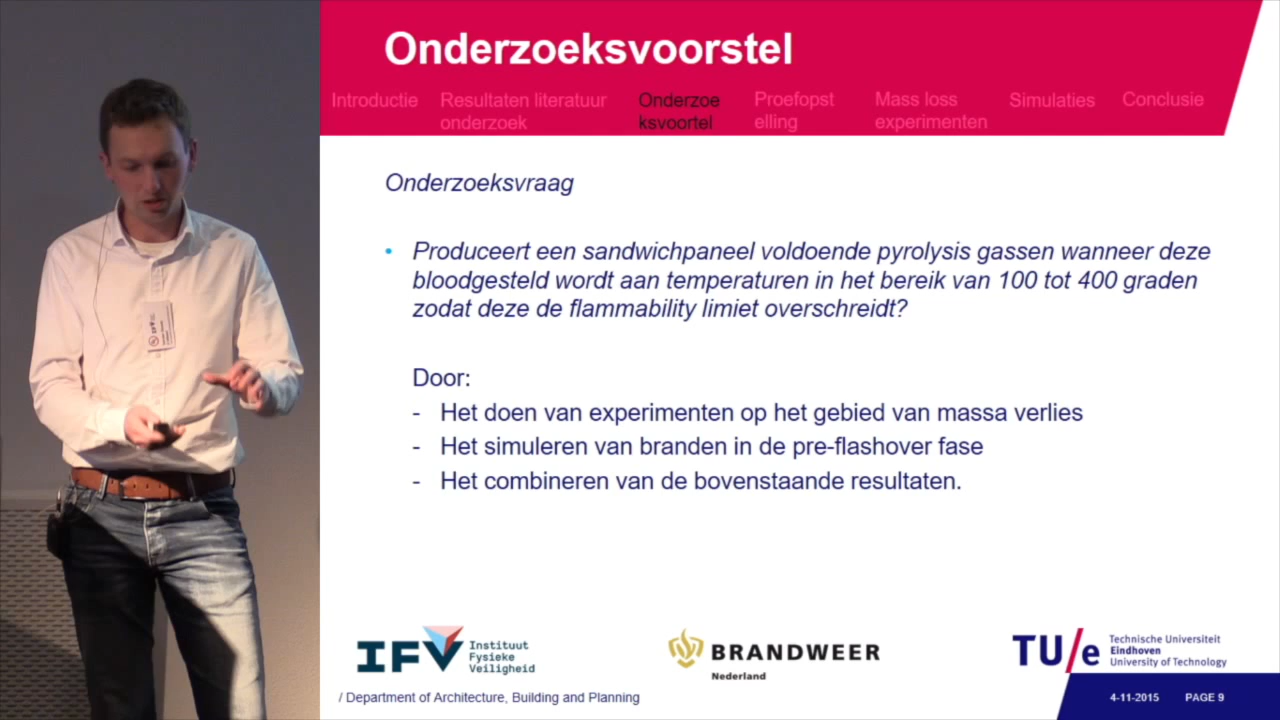 Onderzoeksvoorstel
Introductie
Resultaten literatuur
onderzoek
Onderzoe
ksvoortel
Proefopst
elling
Mass loss
experimenten
Simulaties
Conclusie
Onderzoeksvraag
• Produceert een sandwichpaneel voldoende pyrolysis gassen wanneer deze
bloodgesteld wordt aan temperaturen in het bereik van 100 tot 400 graden
zodat deze de flammability limiet overschreidt?
Door:
- Het doen van experimenten op het gebied van massa verlies
- Het simuleren van branden in de pre-flashover fase
- Het combineren van de bovenstaande resultaten.
IFV
Instituut
Fysieke
Veiligheid
BRANDWEER
Nederland
TU/e
Technische Universiteit
Eindhoven
University of Technology
/ Department of Architecture, Building and Planning
4-11-2015
PAGE 9